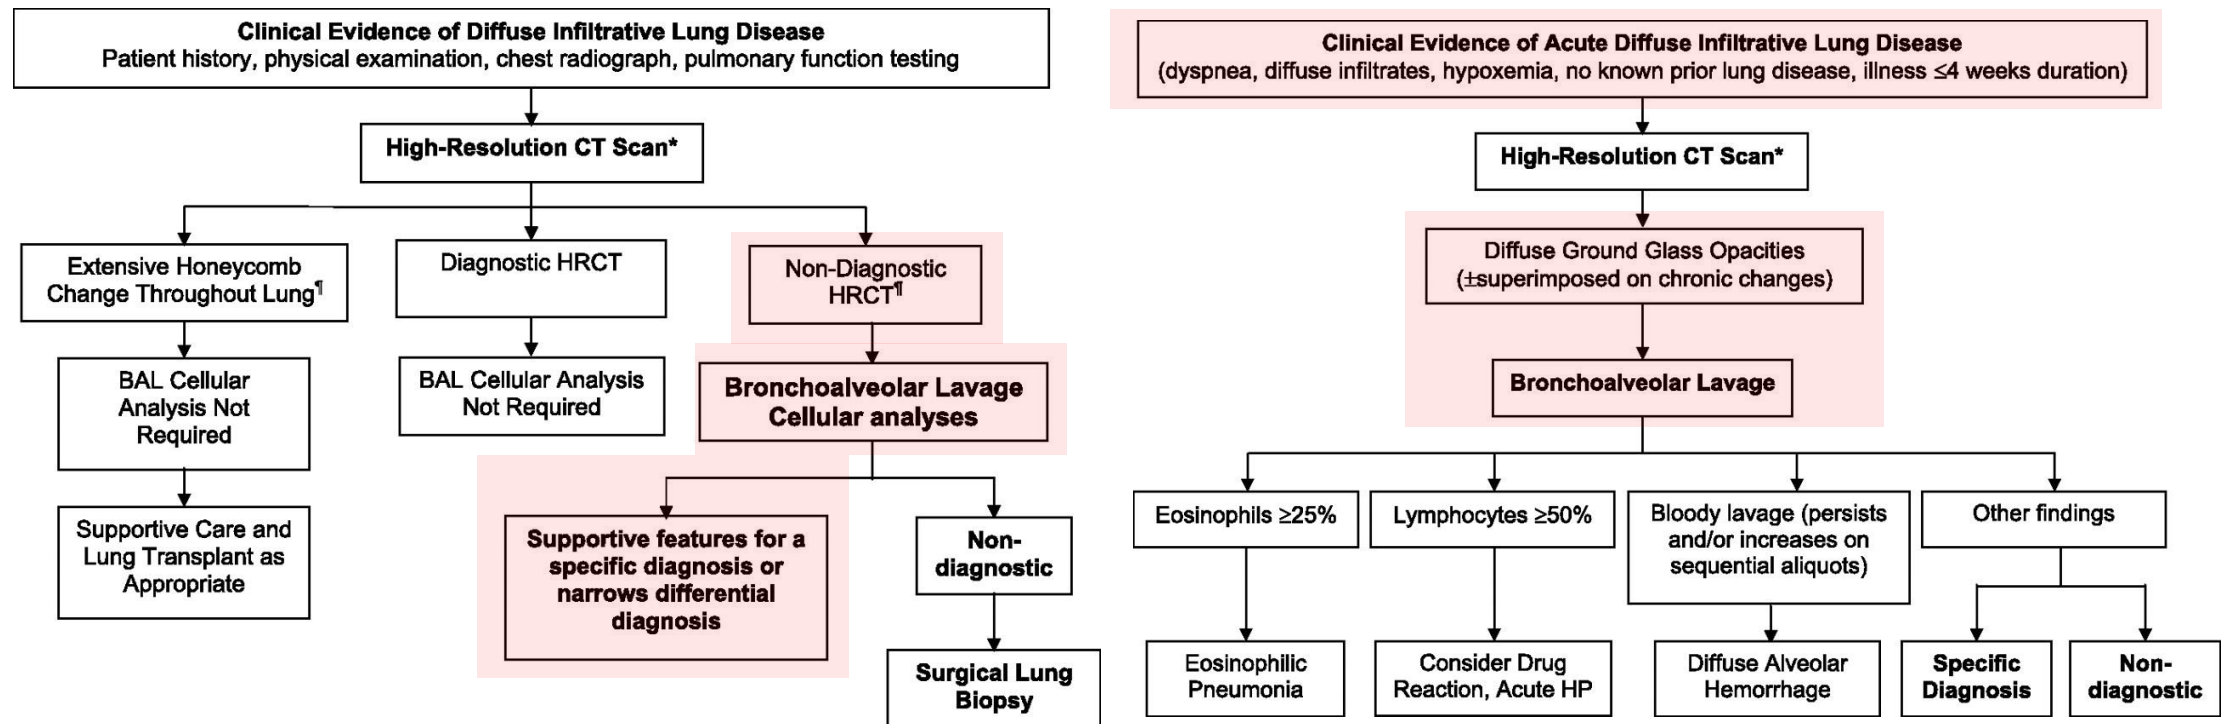 Clinical Evidence of Diffuse Infiltrative Lung Disease
Patient history, physical examination, chest radiograph, pulmonary function testing
High-Resolution CT Scan*
Extensive Honeycomb
Change Throughout Lung¶
Diagnostic HRCT
Non-Diagnostic
HRCT¶
BAL Cellular
Analysis Not
Required
BAL Cellular Analysis
Not Required
Bronchoalveolar Lavage
Cellular analyses
Supportive Care and
Lung Transplant as
Appropriate
Supportive features for a
specific diagnosis or
narrows differential
diagnosis
Non-
diagnostic
Surgical Lung
Biopsy
Clinical Evidence of Acute Diffuse Infiltrative Lung Disease
(dyspnea, diffuse infiltrates, hypoxemia, no known prior lung disease, illness ≤4 weeks duration)
High-Resolution CT Scan*
Diffuse Ground Glass Opacities
(±superimposed on chronic changes)
Bronchoalveolar Lavage
Eosinophils ≥25%
Lymphocytes ≥50%
Bloody lavage (persists
and/or increases on
sequential aliquots)
Other findings
Eosinophilic
Pneumonia
Consider Drug
Reaction, Acute HP
Diffuse Alveolar
Hemorrhage
Specific
Diagnosis
Non-
diagnostic